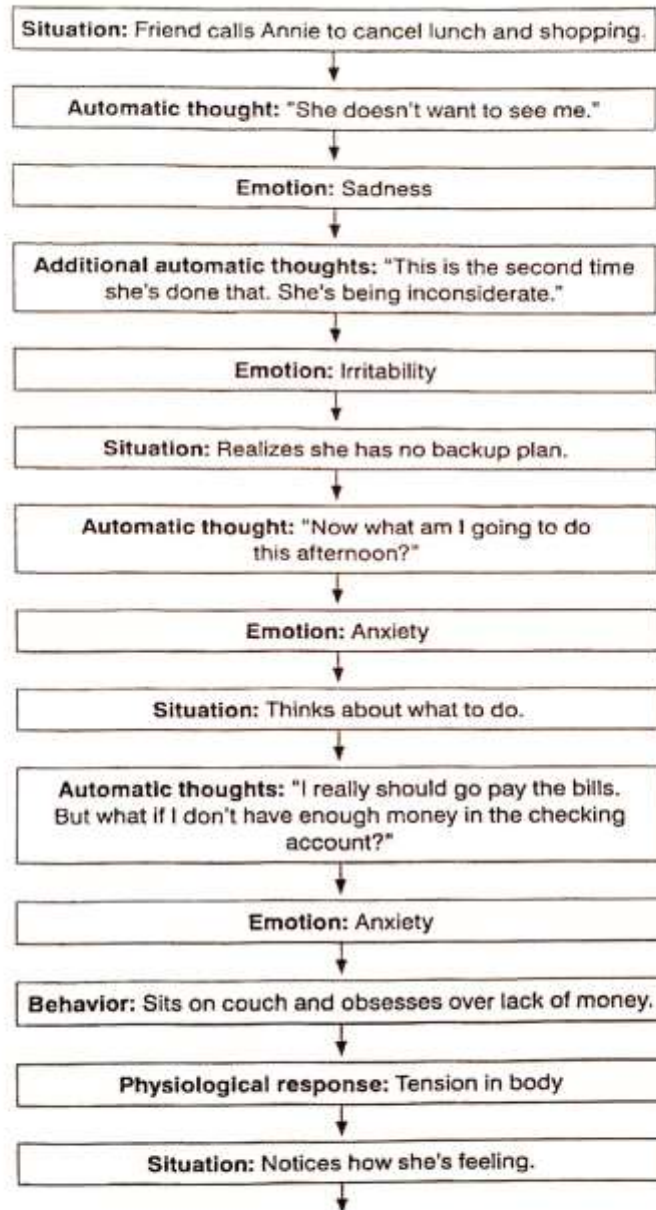 Situation: Friend calls Annie to cancel lunch and shopping.
Automatic thought: "She doesn't want to see me."
Emotion: Sadness
Additional automatic thoughts: "This is the second time
she's done that. She's being inconsiderate."
Emotion: Irritability
Situation: Realizes she has no backup plan.
Automatic thought: "Now what am I going to do
this afternoon?"
Emotion: Anxiety
Situation: Thinks about what to do.
Automatic thoughts: "I really should go pay the bills.
But what if I don't have enough money in the checking
account?"
Emotion: Anxiety
Behavior: Sits on couch and obsesses over lack of money.
Physiological response: Tension in body
Situation: Notices how she's feeling.